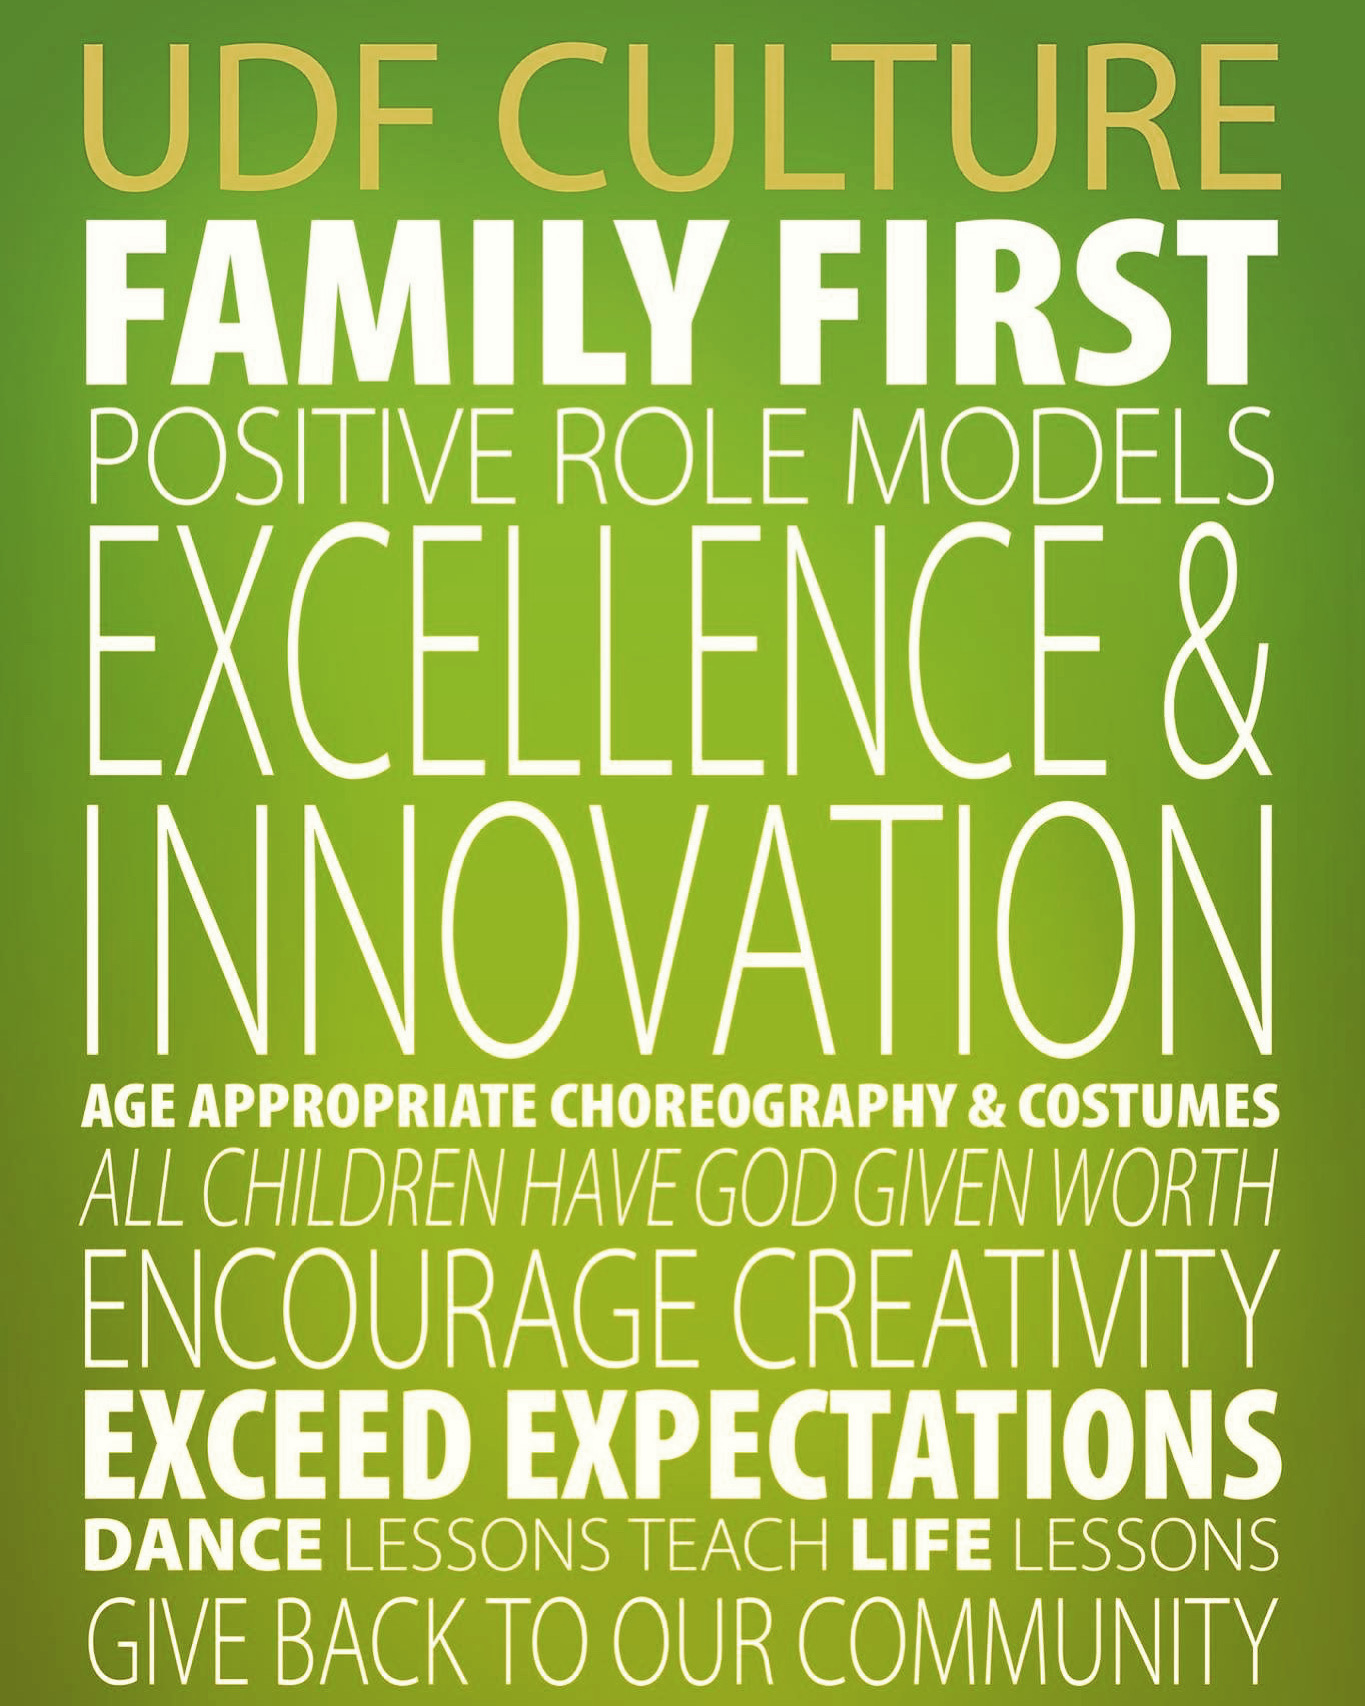 UDF CULTURE
FAMILY FIRST
POSITIVE ROLE MODELS
EXCELLENCE &
INNOVATION
AGE APPROPRIATE CHOREOGRAPHY & COSTUMES
ALL CHILDREN HAVE GOD GIVEN WORTH
ENCOURAGE CREATIVITY
EXCEED EXPECTATIONS
DANCE LESSONS TEACH LIFE LESSONS
GIVE BACK TO OUR COMMUNITY